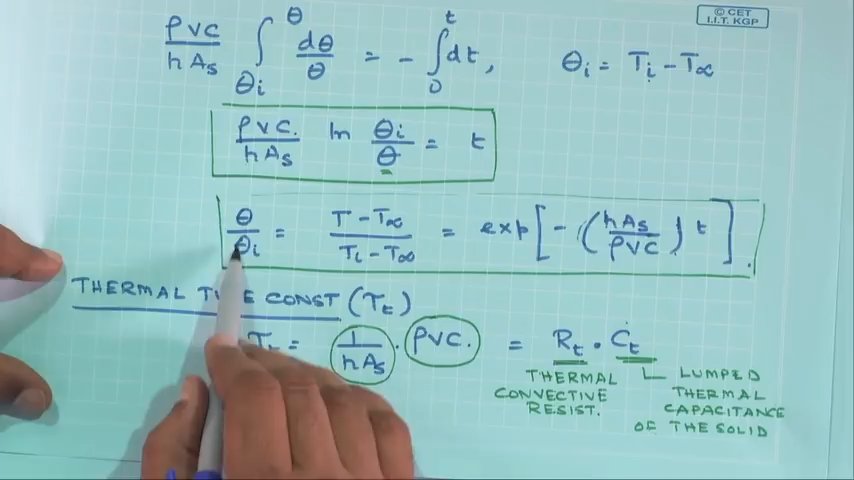 © CET
I.I.T. KGP
ρVC/hAs ∫θi^θ dθ/θ = - ∫0^t dt, θi = Ti - T∞
ρVC./hAs ln θi/θ = t
θ/θi = T - T∞/Ti - T∞ = exp[- (hAs/ρVC) t].
THERMAL TIME CONST (τt)
= 1/hAs · ρVC. = Rt · Ct
THERMAL CONVECTIVE RESIST.
LUMPED THERMAL CAPACITANCE OF THE SOLID